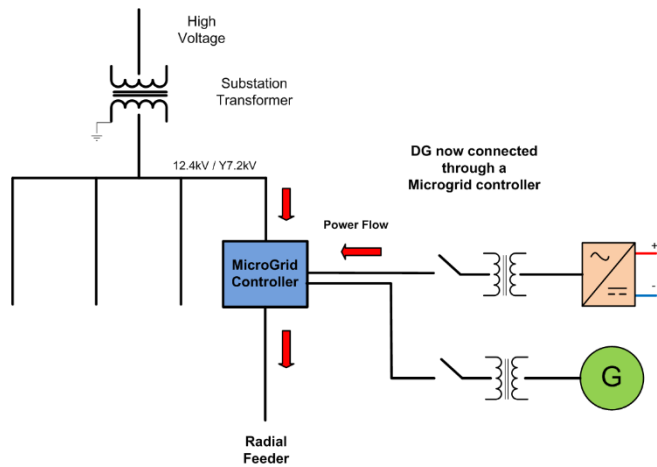 High
Voltage
Substation
Transformer
12.4kV / Y7.2kV
DG now connected
through a
Microgrid controller
Power Flow
MicroGrid
Controller
+
-
G
Radial
Feeder